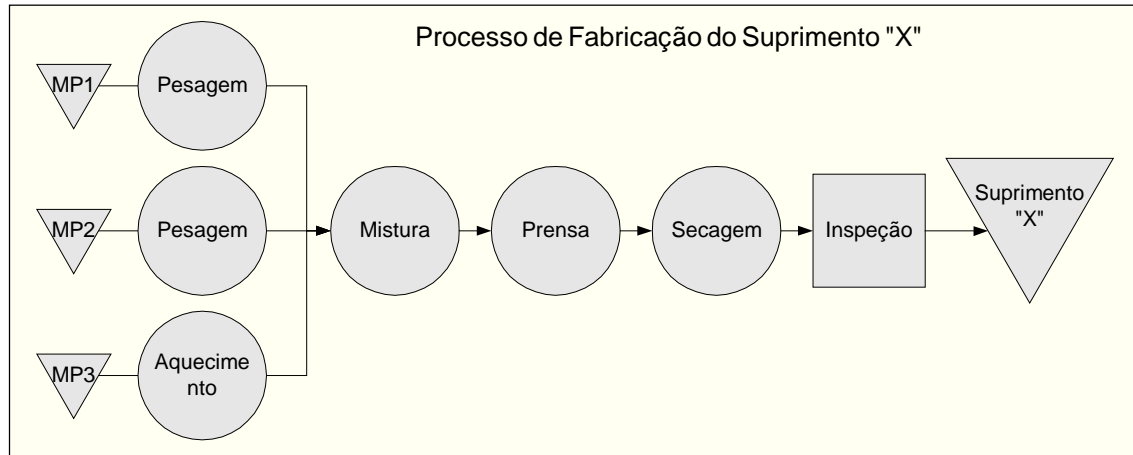 Processo de Fabricação do Suprimento "X"
MP1
Pesagem
MP2
Pesagem
Mistura
Prensa
Secagem
Inspeção
Suprimento
"X"
MP3
Aquecime
nto